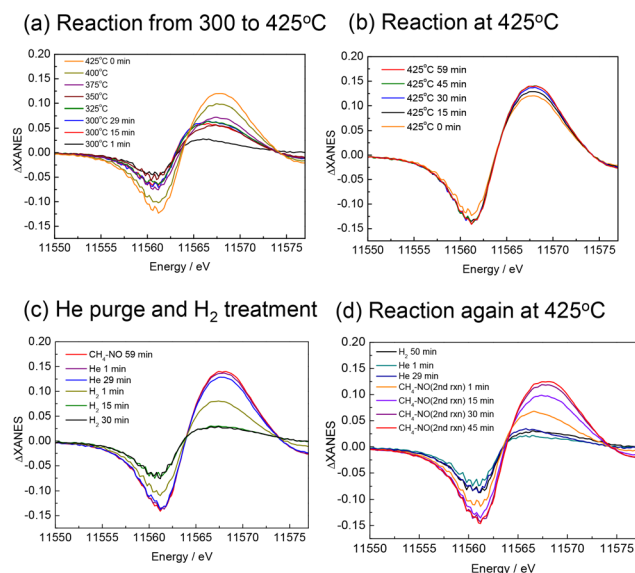 (a) Reaction from 300 to 425°C
(b) Reaction at 425°C
0.20
0.15
0.10
0.05
0.00
-0.05
-0.10
-0.15
ΔXANES
425°C 0 min
400°C
375°C
350°C
325°C
300°C 29 min
300°C 15 min
300°C 1 min
11550 11555 11560 11565 11570 11575
Energy / eV
0.20
0.15
0.10
0.05
0.00
-0.05
-0.10
-0.15
ΔXANES
425°C 59 min
425°C 45 min
425°C 30 min
425°C 15 min
425°C 0 min
11550 11555 11560 11565 11570 11575
Energy / eV
(c) He purge and H₂ treatment
(d) Reaction again at 425°C
0.20
0.15
0.10
0.05
0.00
-0.05
-0.10
-0.15
ΔXANES
CH₄-NO 59 min
He 1 min
He 29 min
H₂ 1 min
H₂ 15 min
H₂ 30 min
11550 11555 11560 11565 11570 11575
Energy / eV
0.20
0.15
0.10
0.05
0.00
-0.05
-0.10
-0.15
ΔXANES
H₂ 50 min
He 1 min
He 29 min
CH₄-NO(2nd rxn) 1 min
CH₄-NO(2nd rxn) 15 min
CH₄-NO(2nd rxn) 30 min
CH₄-NO(2nd rxn) 45 min
11550 11555 11560 11565 11570 11575
Energy / eV